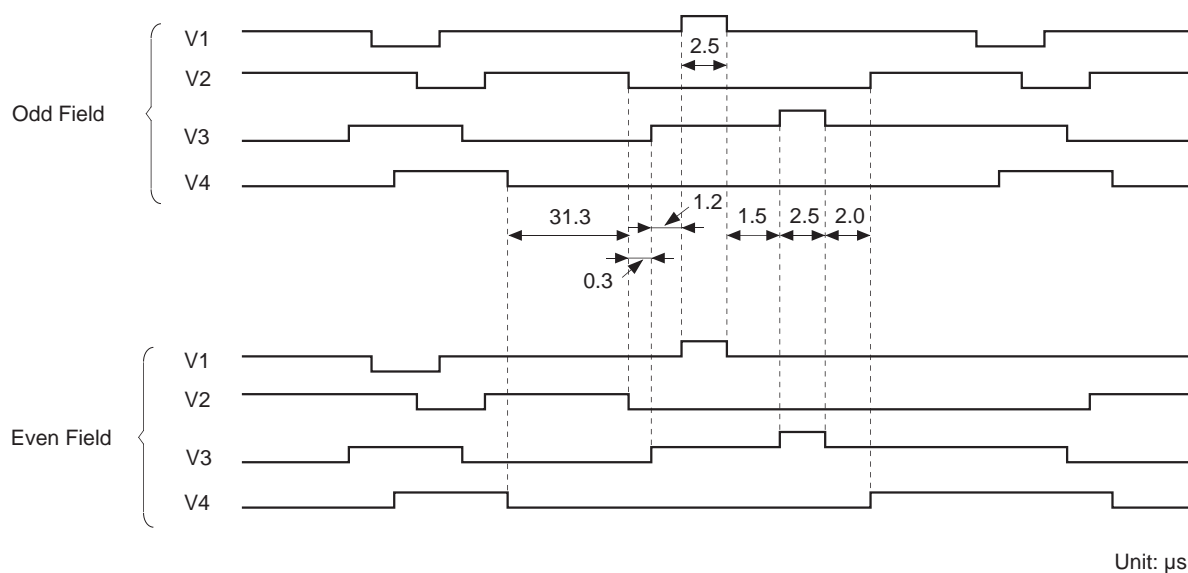 V1
2.5
V2
Odd Field
V3
V4
1.2
31.3
1.5
2.5
2.0
0.3
V1
V2
Even Field
V3
V4
Unit: µs